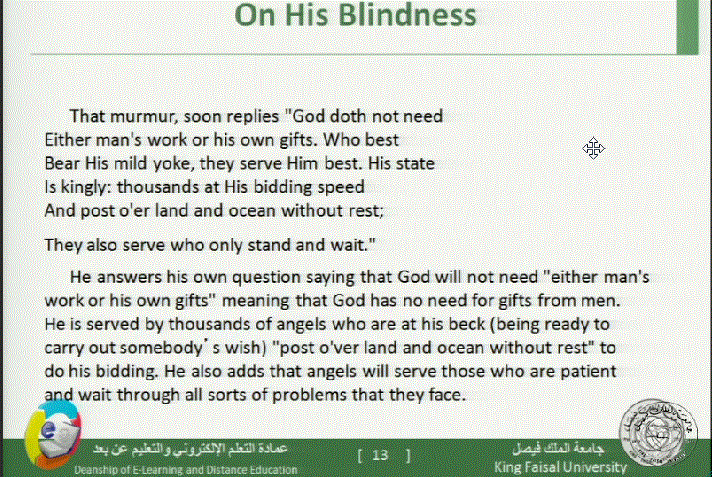 On His Blindness
That murmur, soon replies "God doth not need
Either man's work or his own gifts. Who best
Bear His mild yoke, they serve Him best. His state
Is kingly: thousands at His bidding speed
And post o'er land and ocean without rest;
They also serve who only stand and wait."
He answers his own question saying that God will not need "either man's
work or his own gifts" meaning that God has no need for gifts from men.
He is served by thousands of angels who are at his beck (being ready to
carry out somebody's wish) "post o'ver land and ocean without rest" to
do his bidding. He also adds that angels will serve those who are patient
and wait through all sorts of problems that they face.
عمادة التعلم الإلكتروني والتعليم عن بعد
Deanship of E-Learning and Distance Education
[ 13 ]
جامعة الملك فيصل
King Faisal University